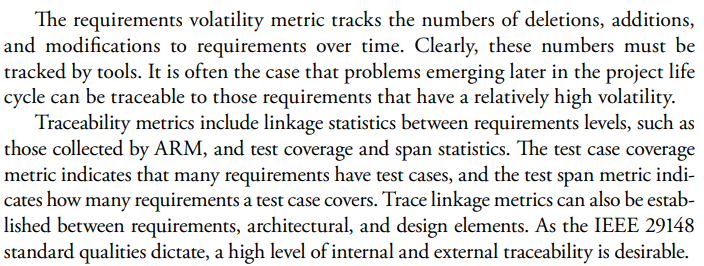 The requirements volatility metric tracks the numbers of deletions, additions,
and modifications to requirements over time. Clearly, these numbers must be
tracked by tools. It is often the case that problems emerging later in the project life
cycle can be traceable to those requirements that have a relatively high volatility.
Traceability metrics include linkage statistics between requirements levels, such as
those collected by ARM, and test coverage and span statistics. The test case coverage
metric indicates that many requirements have test cases, and the test span metric indi-
cates how many requirements a test case covers. Trace linkage metrics can also be estab-
lished between requirements, architectural, and design elements. As the IEEE 29148
standard qualities dictate, a high level of internal and external traceability is desirable.